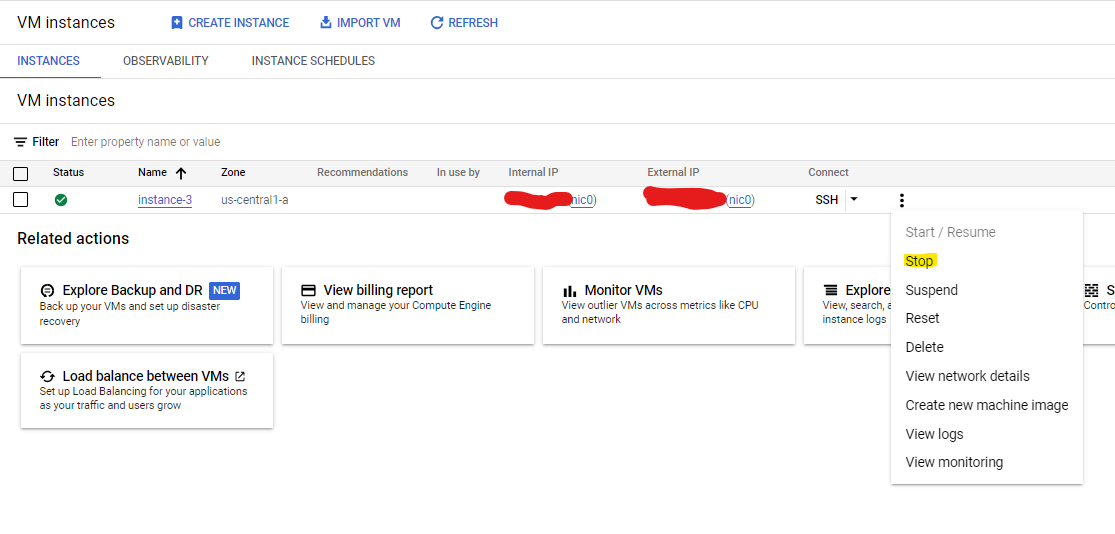 VM instances CREATE INSTANCE IMPORT VM REFRESH
INSTANCES OBSERVABILITY INSTANCE SCHEDULES
VM instances
Filter Enter property name or value
Status Name Zone Recommendations In use by Internal IP External IP Connect
instance-3 us-central1-a nic0) (nic0) SSH
Start / Resume
Stop
Suspend
Reset
Delete
View network details
Create new machine image
View logs
View monitoring
Related actions
Explore Backup and DR NEW
Back up your VMs and set up disaster
recovery
View billing report
View and manage your Compute Engine
billing
Monitor VMs
View outlier VMs across metrics like CPU
and network
Explore
View, search, a
instance logs
S
Contro
Load balance between VMs
Set up Load Balancing for your applications
as your traffic and users grow